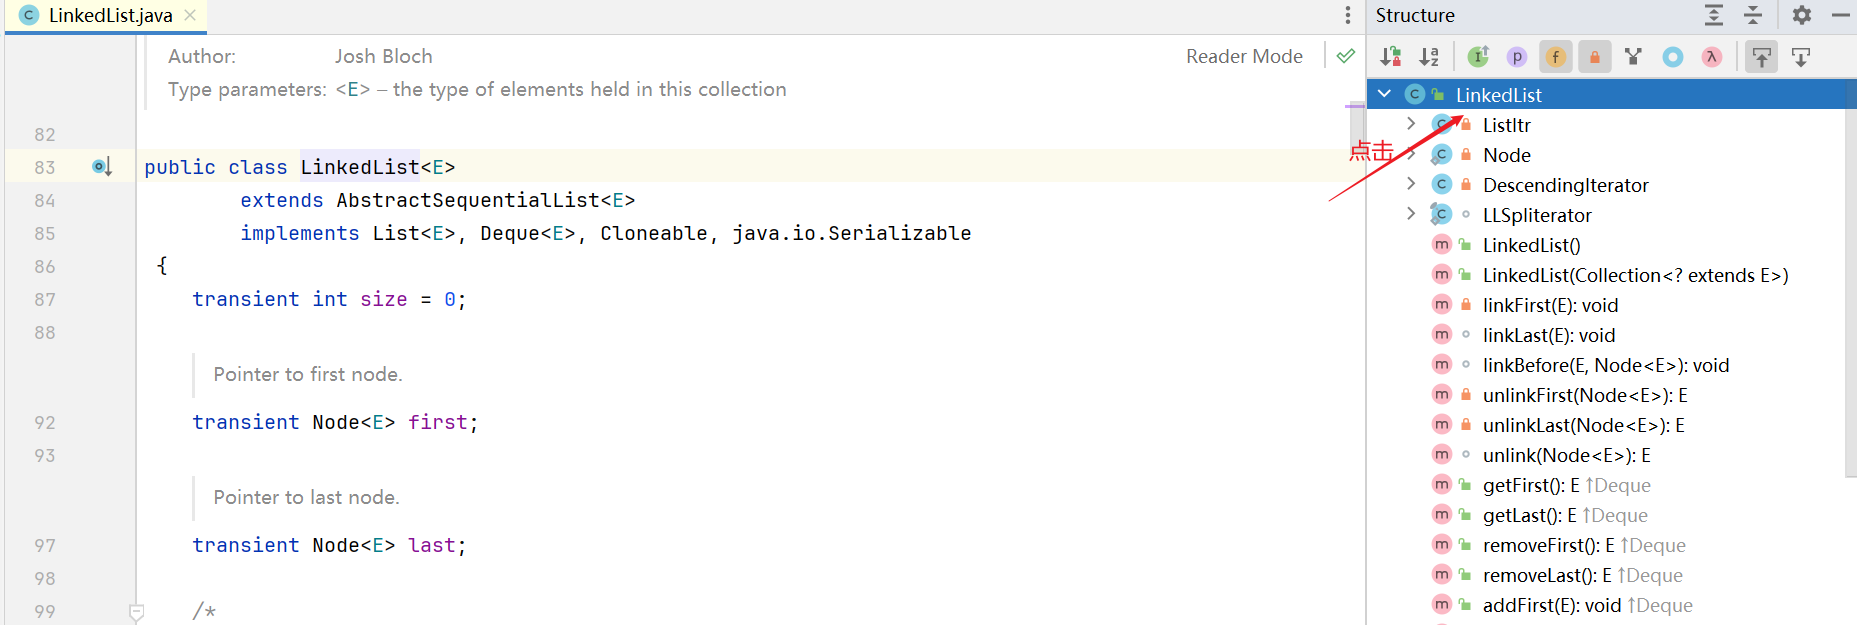 LinkedList.java
Author: Josh Bloch
Type parameters: <E> – the type of elements held in this collection
Reader Mode
82
83 public class LinkedList<E>
84 extends AbstractSequentialList<E>
85 implements List<E>, Deque<E>, Cloneable, java.io.Serializable
86 {
87 transient int size = 0;
88
Pointer to first node.
92 transient Node<E> first;
93
Pointer to last node.
97 transient Node<E> last;
98
99 /*
Structure
LinkedList
点击
ListItr
Node
DescendingIterator
LLSpliterator
LinkedList()
LinkedList(Collection<? extends E>)
linkFirst(E): void
linkLast(E): void
linkBefore(E, Node<E>): void
unlinkFirst(Node<E>): E
unlinkLast(Node<E>): E
unlink(Node<E>): E
getFirst(): E ↑Deque
getLast(): E ↑Deque
removeFirst(): E ↑Deque
removeLast(): E ↑Deque
addFirst(E): void ↑Deque